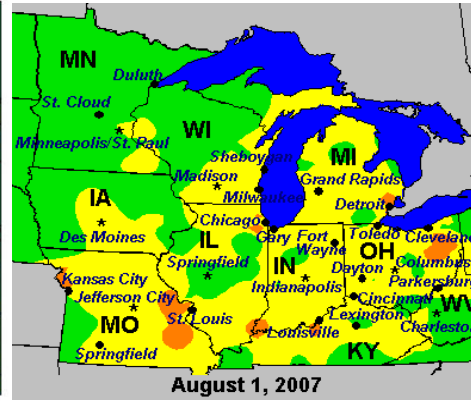 MN
Duluth
St. Cloud
Minneapolis/St. Paul
WI
Sheboygan
MI
Madison
Grand Rapids
Milwaukee
IA
Detroit
Chicago
Des Moines
IL
Gary
Fort Wayne
Toledo
Cleveland
OH
Springfield
IN
Columbus
Dayton
Kansas City
Indianapolis
Parkersbur
Jefferson City
Cincinnati
WV
MO
St. Louis
Lexington
Louisville
Charlesto
Springfield
KY
August 1, 2007